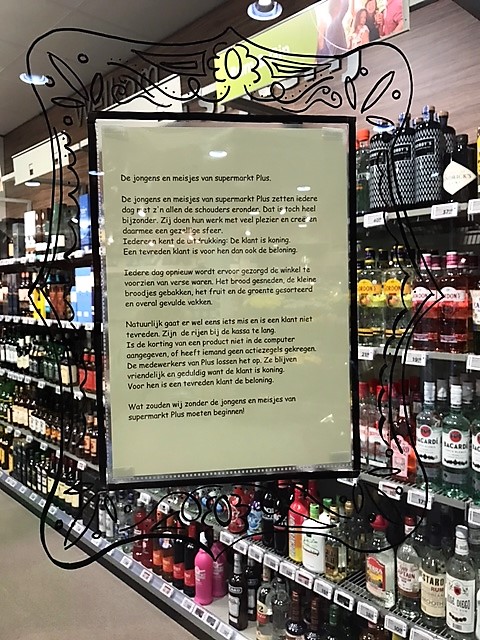 De jongens en meisjes van supermarkt Plus.
De jongens en meisjes van supermarkt Plus zetten iedere
dag met z'n allen de schouders eronder. Dat is toch heel
bijzonder. Zij doen hun werk met veel plezier en creëren
daarmee een gezellige sfeer.
Iedereen kent de uitdrukking: De klant is koning.
Een tevreden klant is voor hen dan ook de beloning.
Iedere dag opnieuw wordt ervoor gezorgd de winkel te
voorzien van verse waren. Het brood gesneden, de kleine
broodjes gebakken, het fruit en de groente gesorteerd
en overal gevulde vakken.
Natuurlijk gaat er wel eens iets mis en is een klant niet
tevreden. Zijn de rijen bij de kassa te lang.
Is de korting van een product niet in de computer
aangegeven, of heeft iemand geen actiezegels gekregen.
De medewerkers van Plus lossen het op. Ze blijven
vriendelijk en geduldig want de klant is koning.
Voor hen is een tevreden klant de beloning.
Wat zouden wij zonder de jongens en meisjes van
supermarkt Plus moeten beginnen!
GORDON'S
BACARDI
BACARDI